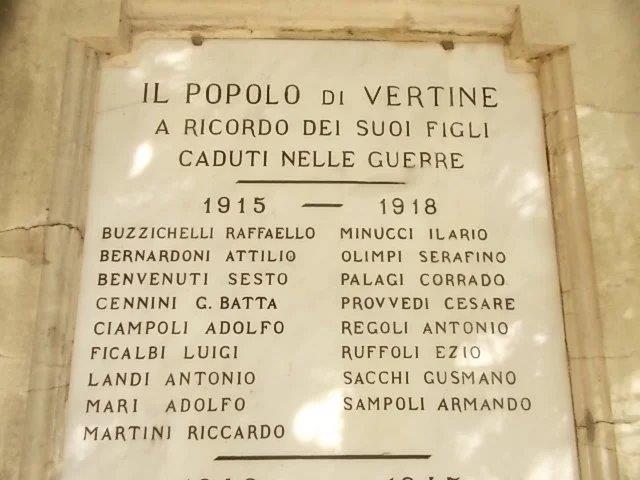 IL POPOLO DI VERTINE
A RICORDO DEI SUOI FIGLI
CADUTI NELLE GUERRE
1915 — 1918
BUZZICHELLI RAFFAELLO
BERNARDONI ATTILIO
BENVENUTI SESTO
CENNINI G. BATTA
CIAMPOLI ADOLFO
FICALBI LUIGI
LANDI ANTONIO
MARI ADOLFO
MARTINI RICCARDO
MINUCCI ILARIO
OLIMPI SERAFINO
PALAGI CORRADO
PROVVEDI CESARE
REGOLI ANTONIO
RUFFOLI EZIO
SACCHI GUSMANO
SAMPOLI ARMANDO